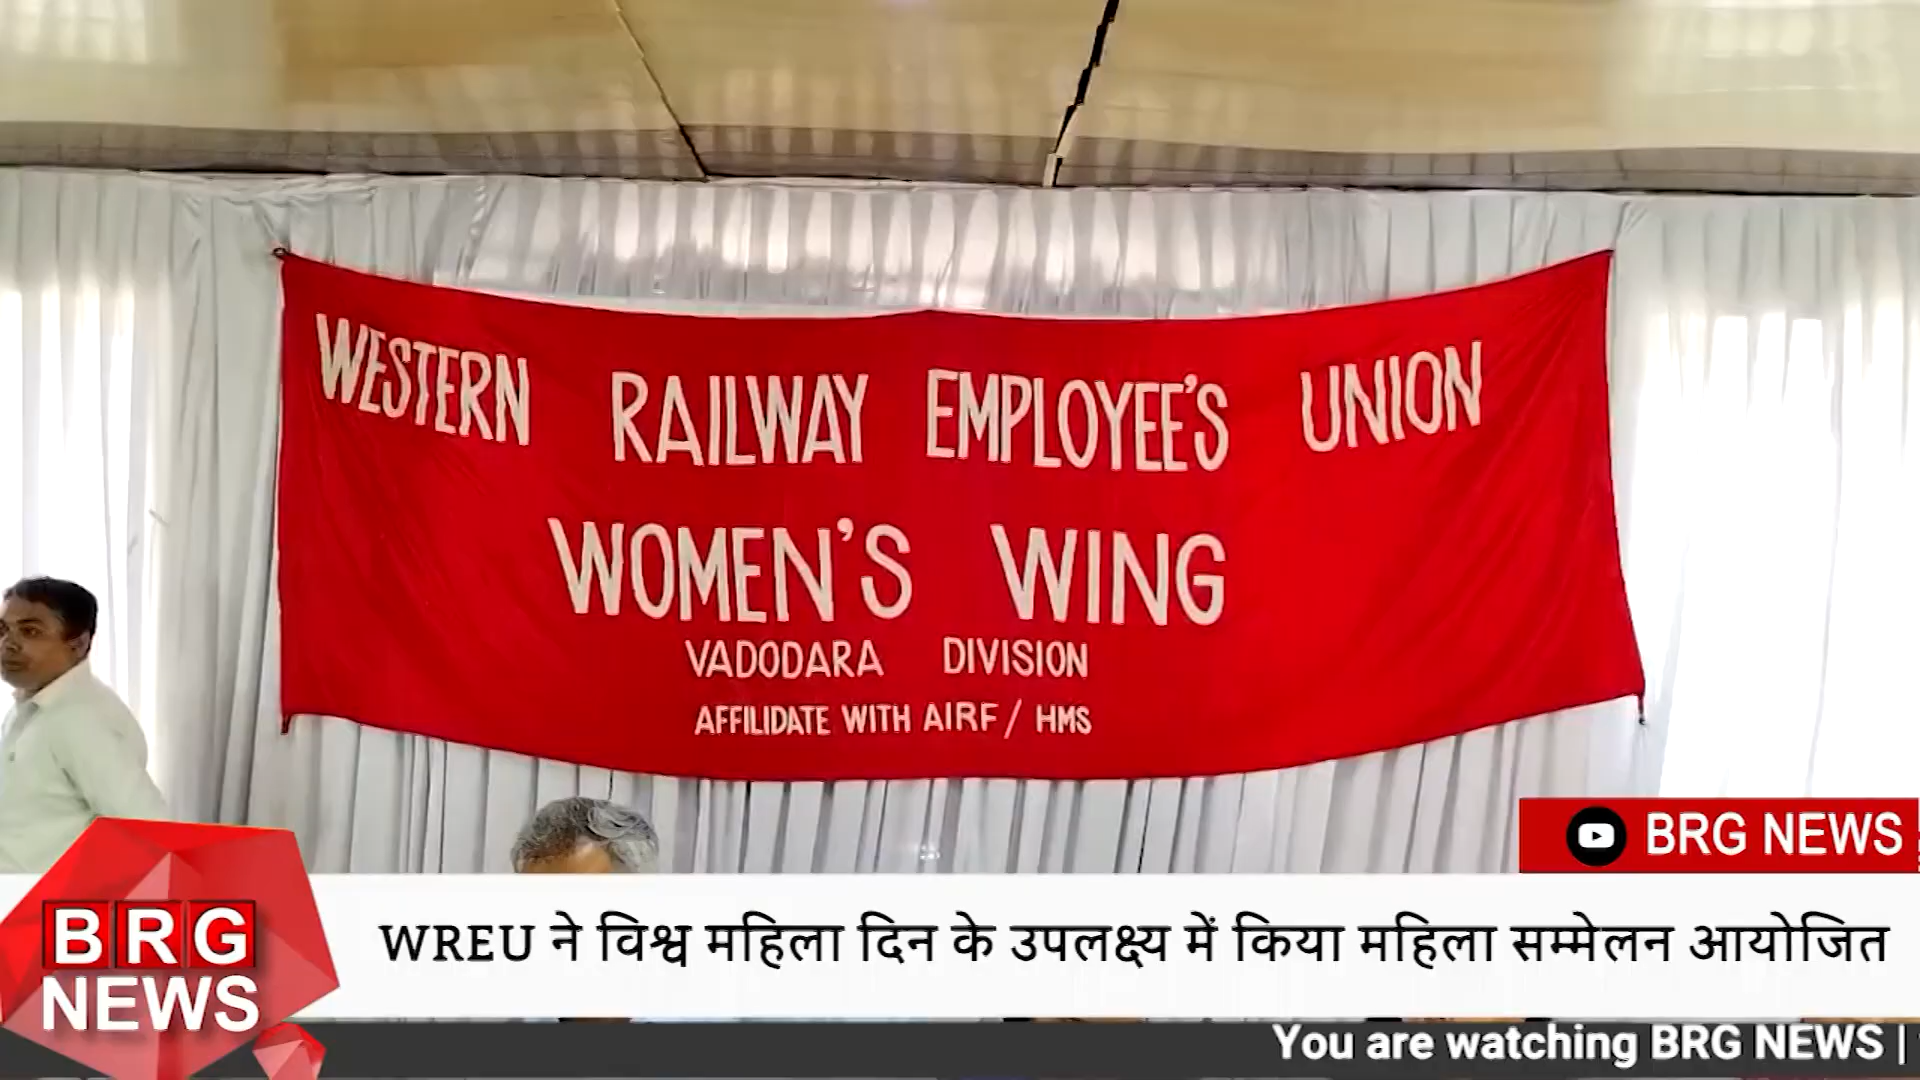 WESTERN RAILWAY EMPLOYEE'S UNION
WOMEN'S WING
VADODARA DIVISION
AFFILIDATE WITH AIRF / HMS
BRG NEWS
BRG
NEWS
WREU ने विश्व महिला दिन के उपलक्ष्य में किया महिला सम्मेलन आयोजित
You are watching BRG NEWS |